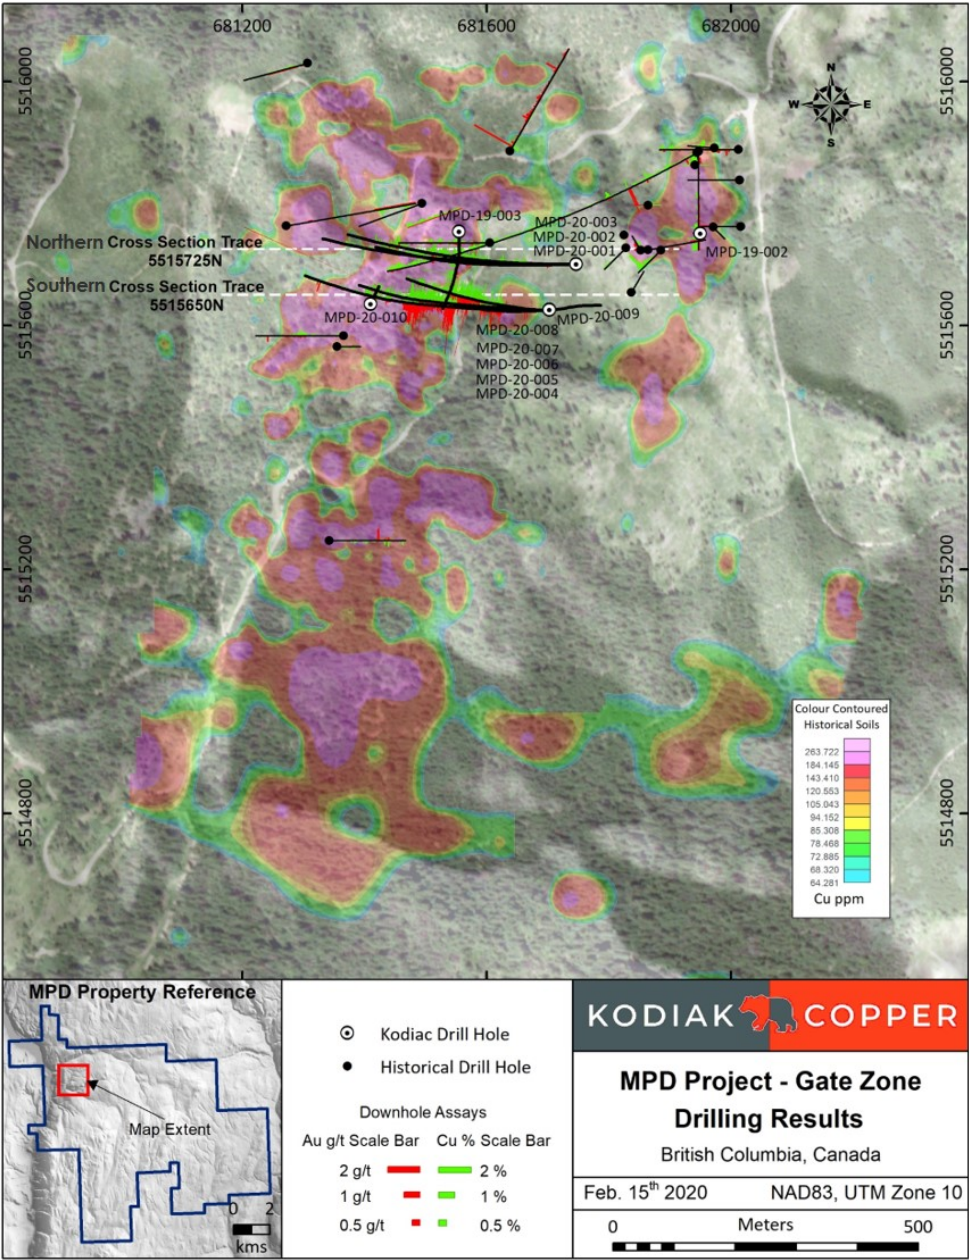 681200
681600
682000
5516000
5516000
N
W E
S
MPD-19-003
MPD-20-003
MPD-20-002
MPD-20-001
MPD-19-002
Northern Cross Section Trace
5515725N
Southern Cross Section Trace
5515650N
5515600
5515600
MPD-20-010
MPD-20-009
MPD-20-008
MPD-20-007
MPD-20-006
MPD-20-005
MPD-20-004
5515200
5515200
5514800
5514800
Colour Contoured
Historical Soils
263.722
184.145
143.410
120.553
105.043
94.152
85.308
78.468
72.885
68.320
64.281
Cu ppm
MPD Property Reference
Map Extent
0 2
kms
Kodiac Drill Hole
Historical Drill Hole
Downhole Assays
Au g/t Scale Bar Cu % Scale Bar
2 g/t 2 %
1 g/t 1 %
0.5 g/t 0.5 %
KODIAK COPPER
MPD Project - Gate Zone
Drilling Results
British Columbia, Canada
Feb. 15th 2020 NAD83, UTM Zone 10
0 Meters 500